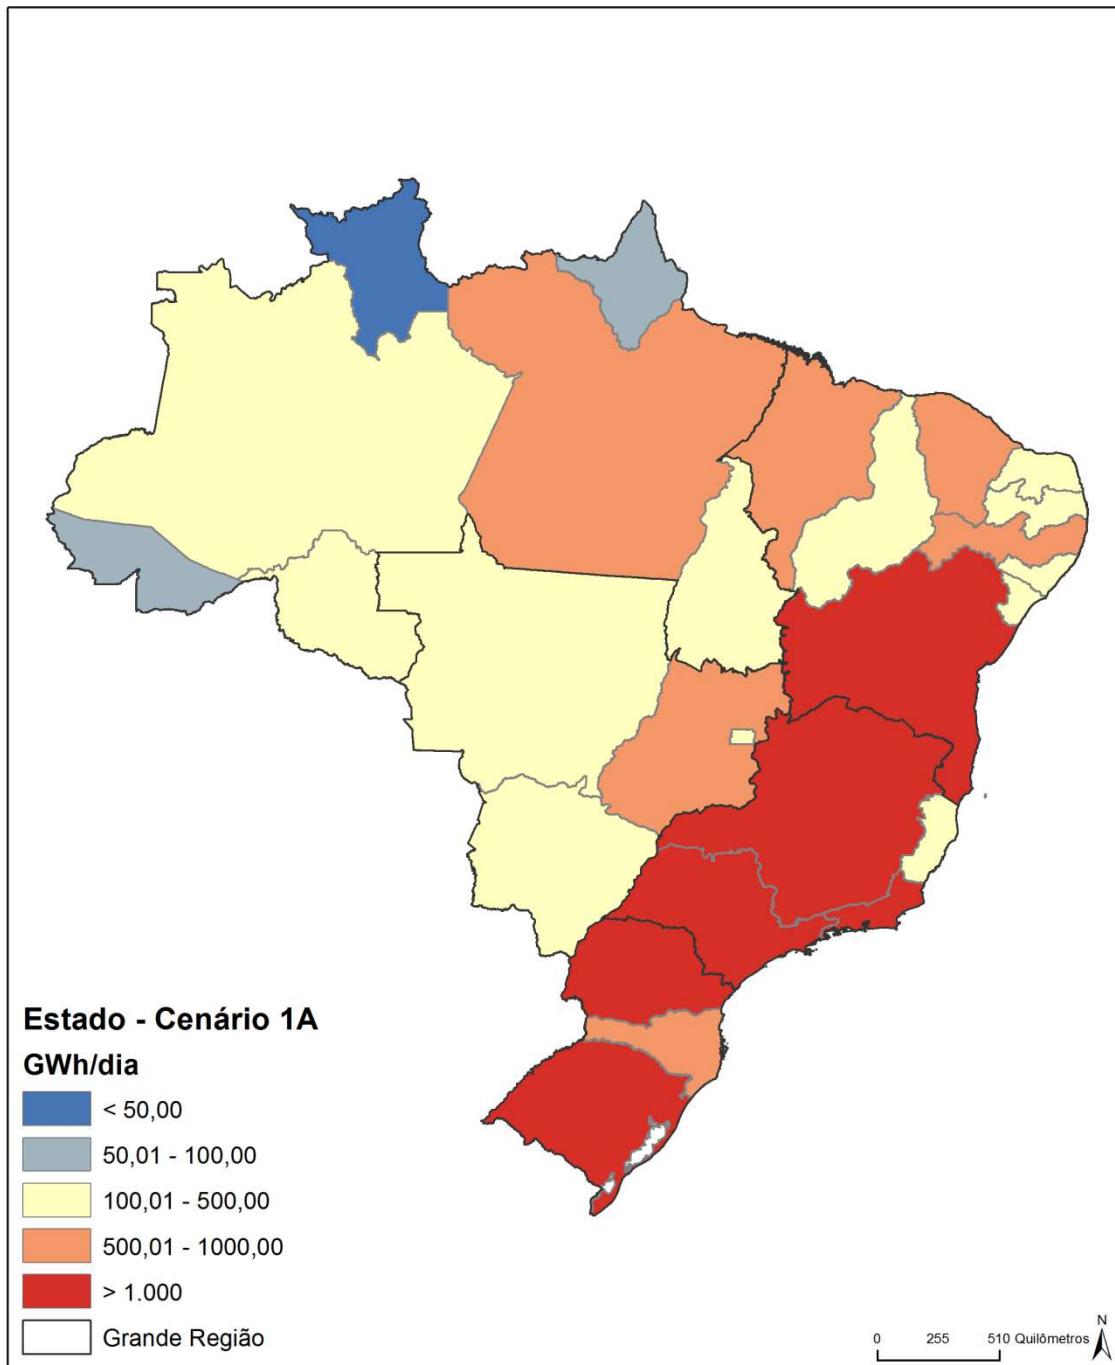 Estado - Cenário 1A
GWh/dia
< 50,00
50,01 - 100,00
100,01 - 500,00
500,01 - 1000,00
> 1.000
Grande Região
0 255 510 Quilômetros
N